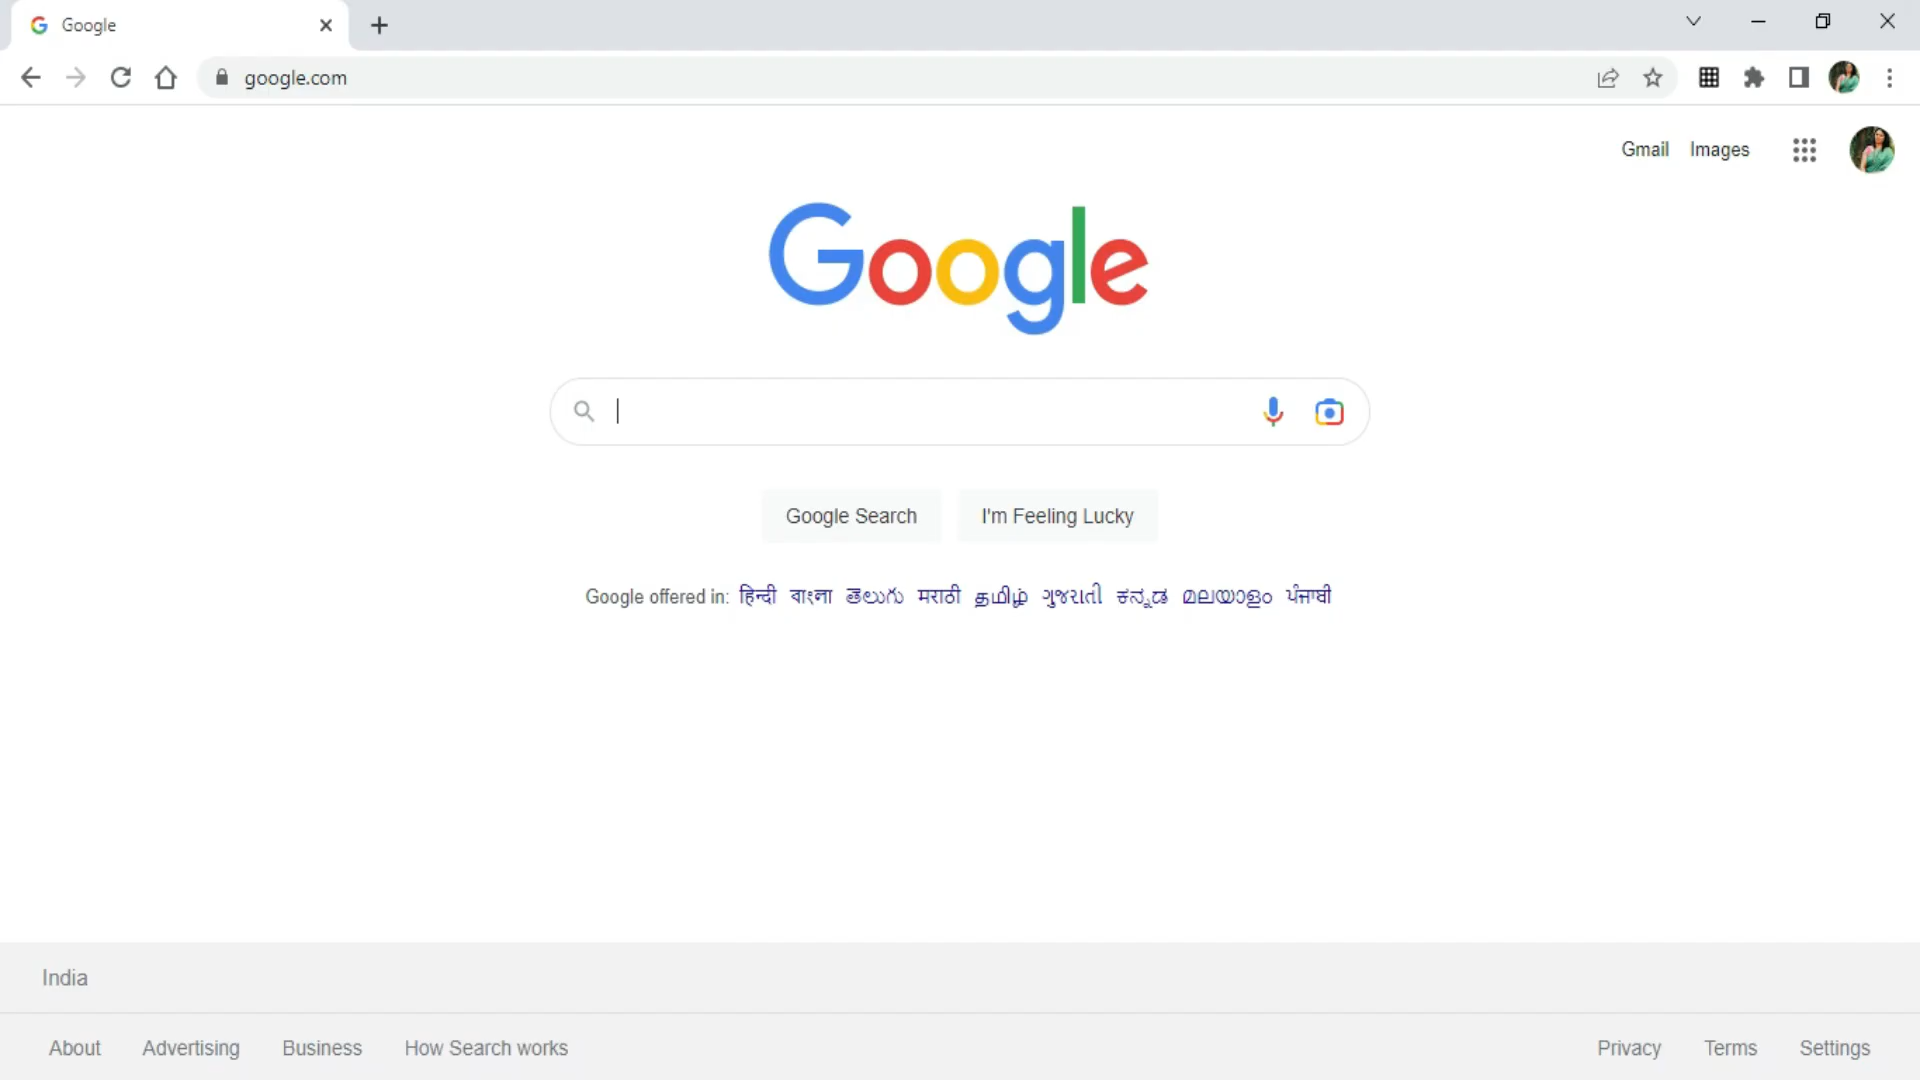 Google
google.com
Gmail Images
Google
Google Search I'm Feeling Lucky
Google offered in: हिन्दी বাংলা తెలుగు मराठी தமிழ் ગુજરાતી ಕನ್ನಡ മലയാളം ਪੰਜਾਬੀ
India
About Advertising Business How Search works Privacy Terms Settings